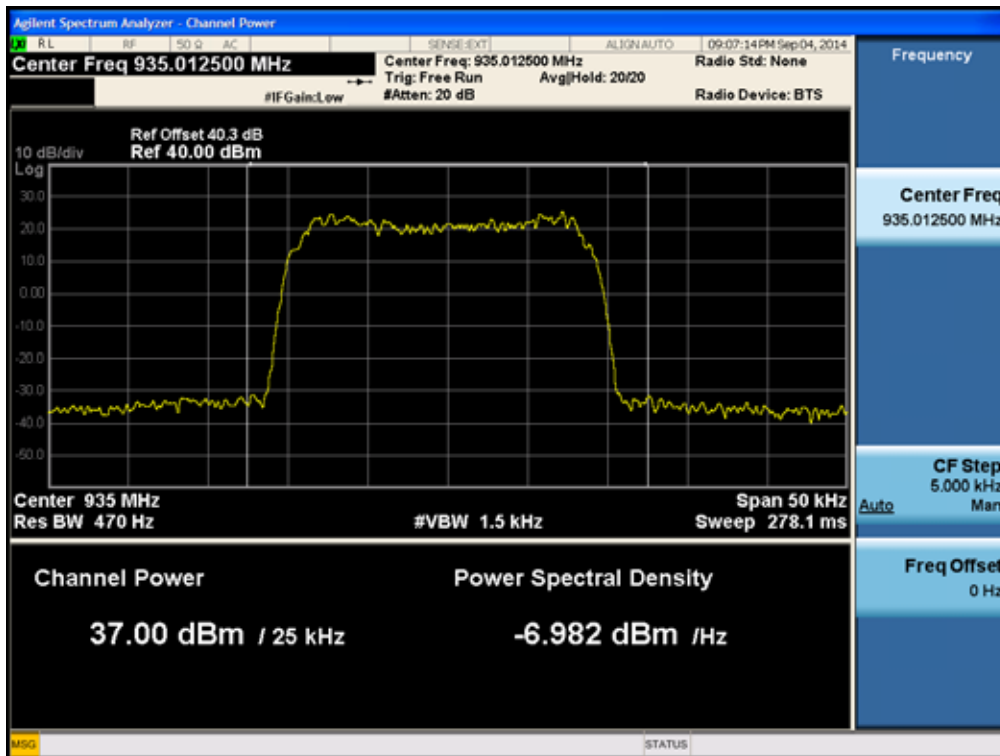 Agilent Spectrum Analyzer - Channel Power
LXI RL RF 50 Ω AC SENSE:EXT ALIGN AUTO 09:07:14 PM Sep 04, 2014
Center Freq 935.012500 MHz
Center Freq: 935.012500 MHz
Radio Std: None
Trig: Free Run Avg|Hold: 20/20
#IFGain:Low
#Atten: 20 dB
Radio Device: BTS
Frequency
Ref Offset 40.3 dB
10 dB/div Ref 40.00 dBm
Log
30.0
20.0
10.0
0.00
-10.0
-20.0
-30.0
-40.0
-50.0
Center 935 MHz Span 50 kHz
Res BW 470 Hz #VBW 1.5 kHz Sweep 278.1 ms
Channel Power Power Spectral Density
37.00 dBm / 25 kHz -6.982 dBm /Hz
Center Freq
935.012500 MHz
CF Step
5.000 kHz
Auto Man
Freq Offset
0 Hz
MSG STATUS